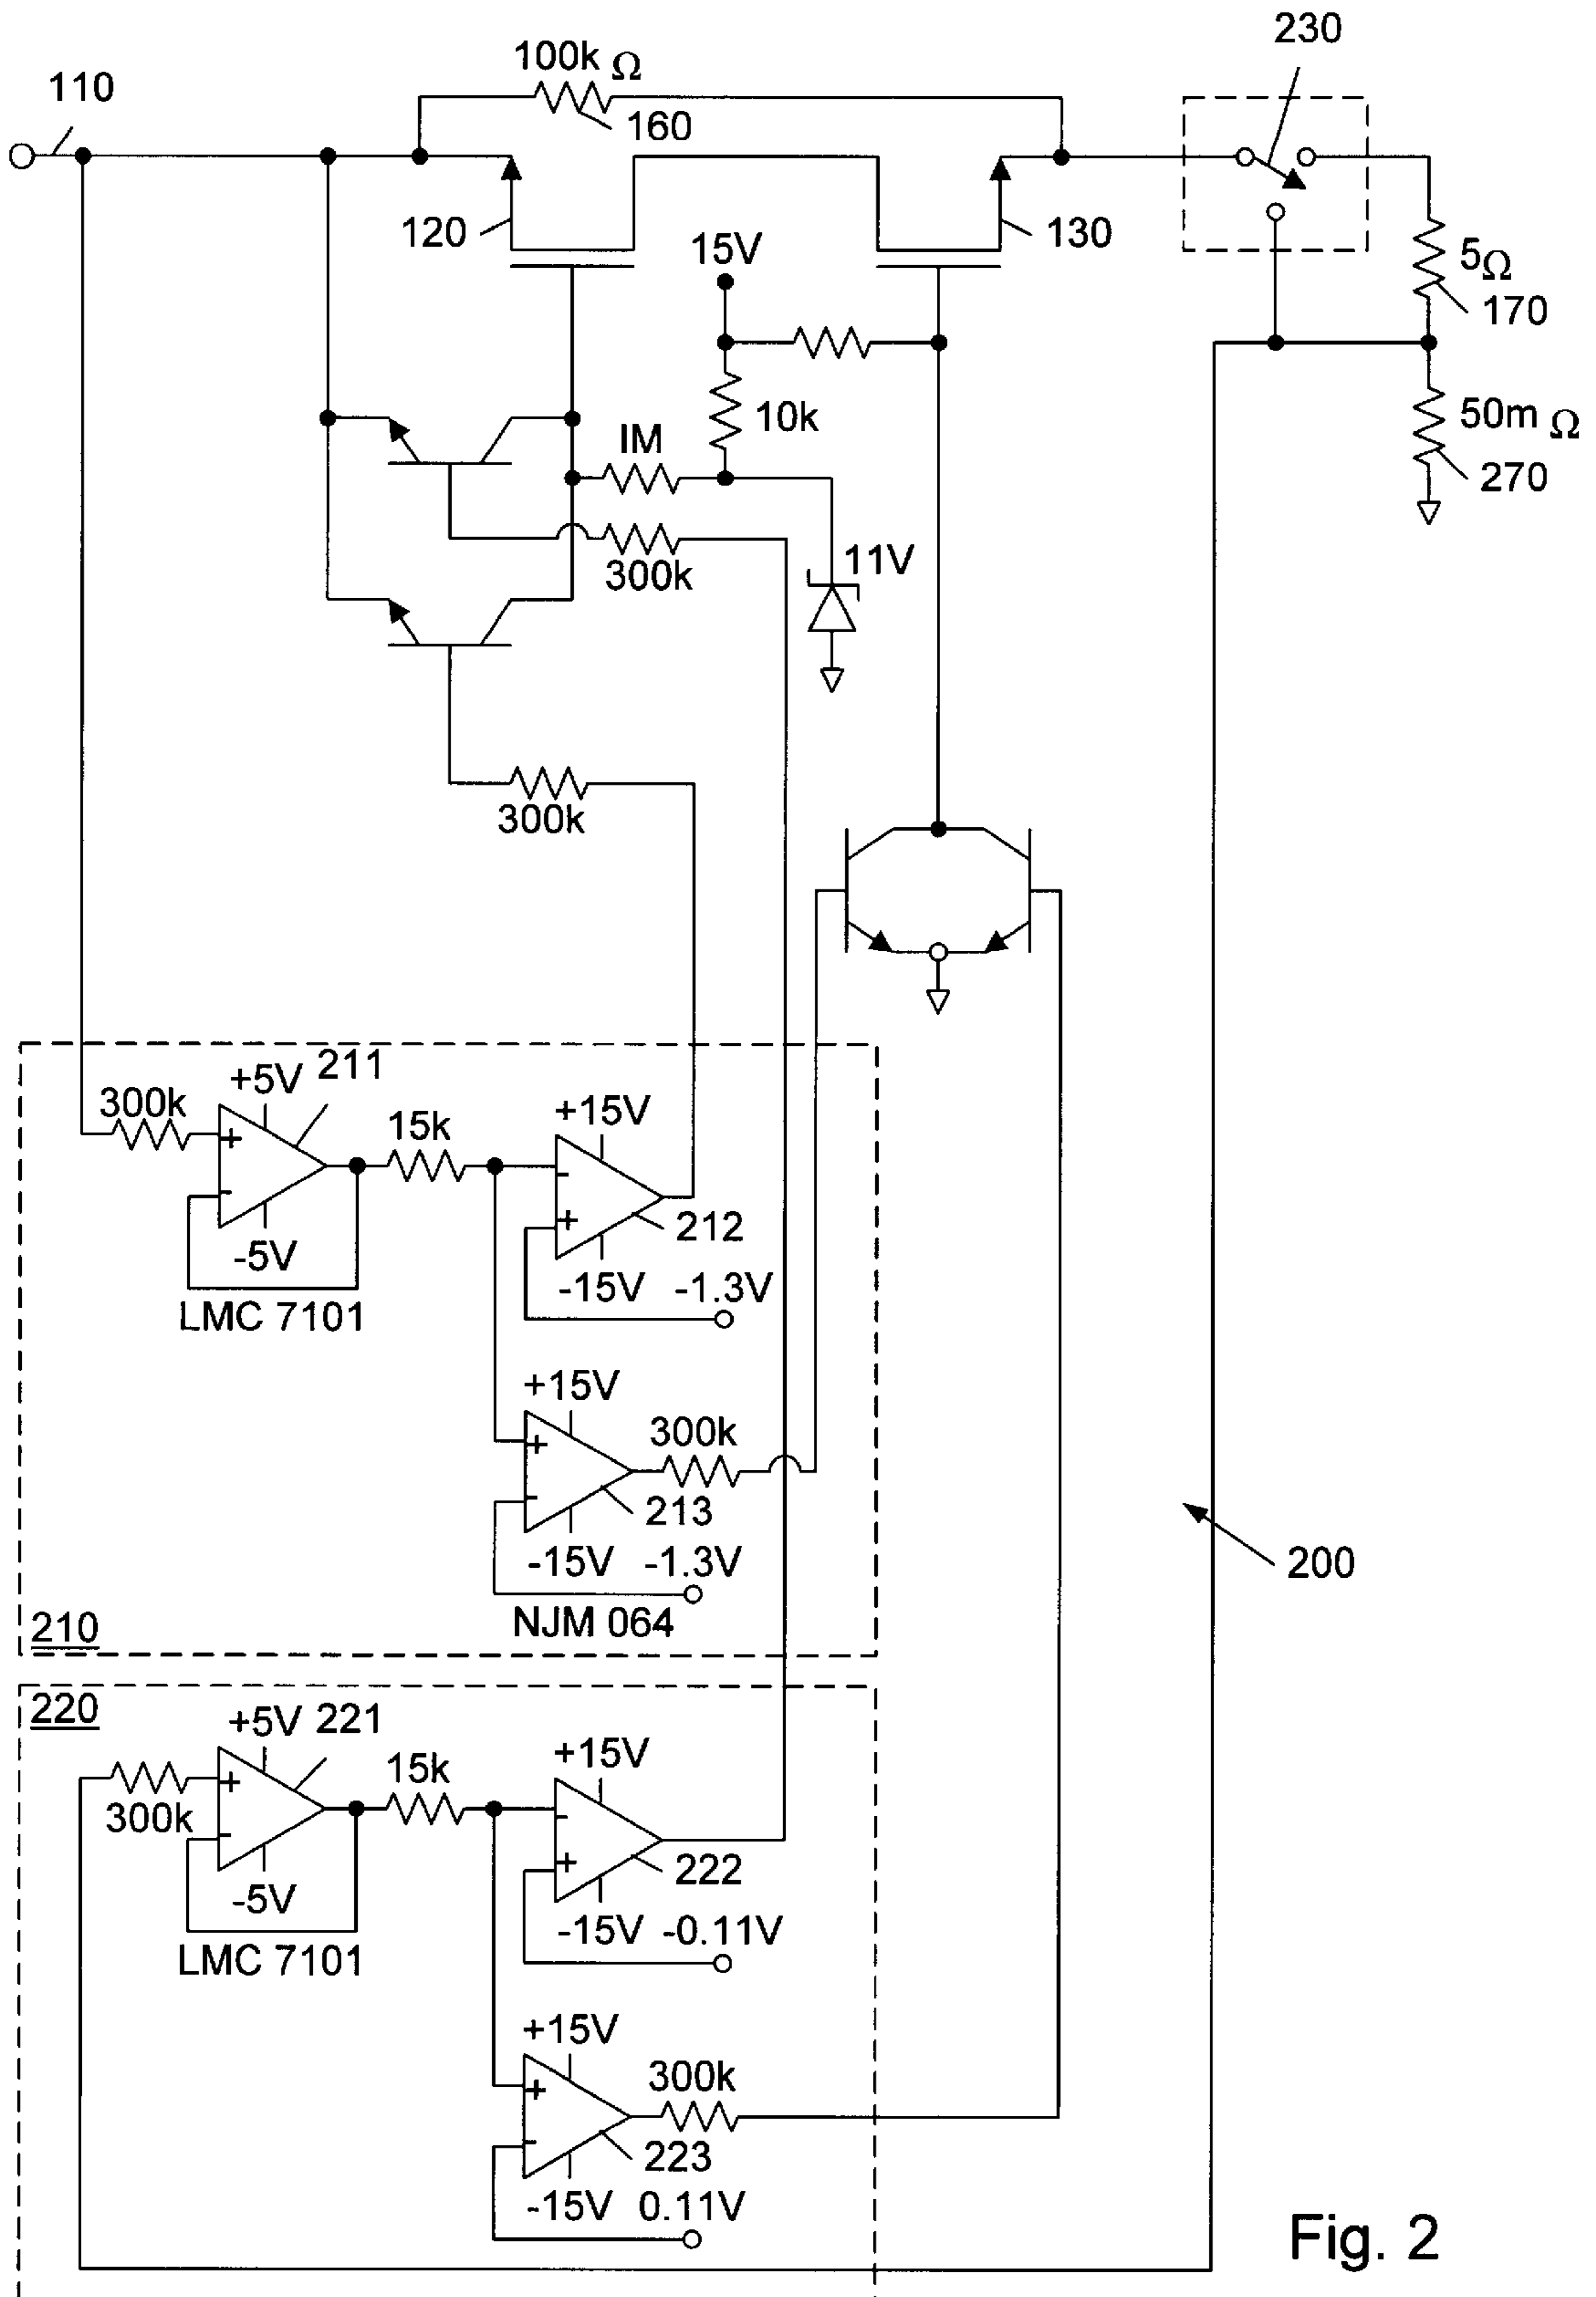 230
100k Ω
110
160
120
15V
130
5Ω
170
10k
50m Ω
IM
270
11V
300k
300k
+5V 211
300k
15k
+15V
+
-
-
+
212
-5V
-15V -1.3V
LMC 7101
+15V
300k
+
-
213
-15V -1.3V
200
NJM 064
210
220
+5V 221
15k
+15V
+
300k
-
-
+
222
-5V
-15V -0.11V
LMC 7101
+15V
300k
+
-
223
-15V 0.11V
Fig. 2